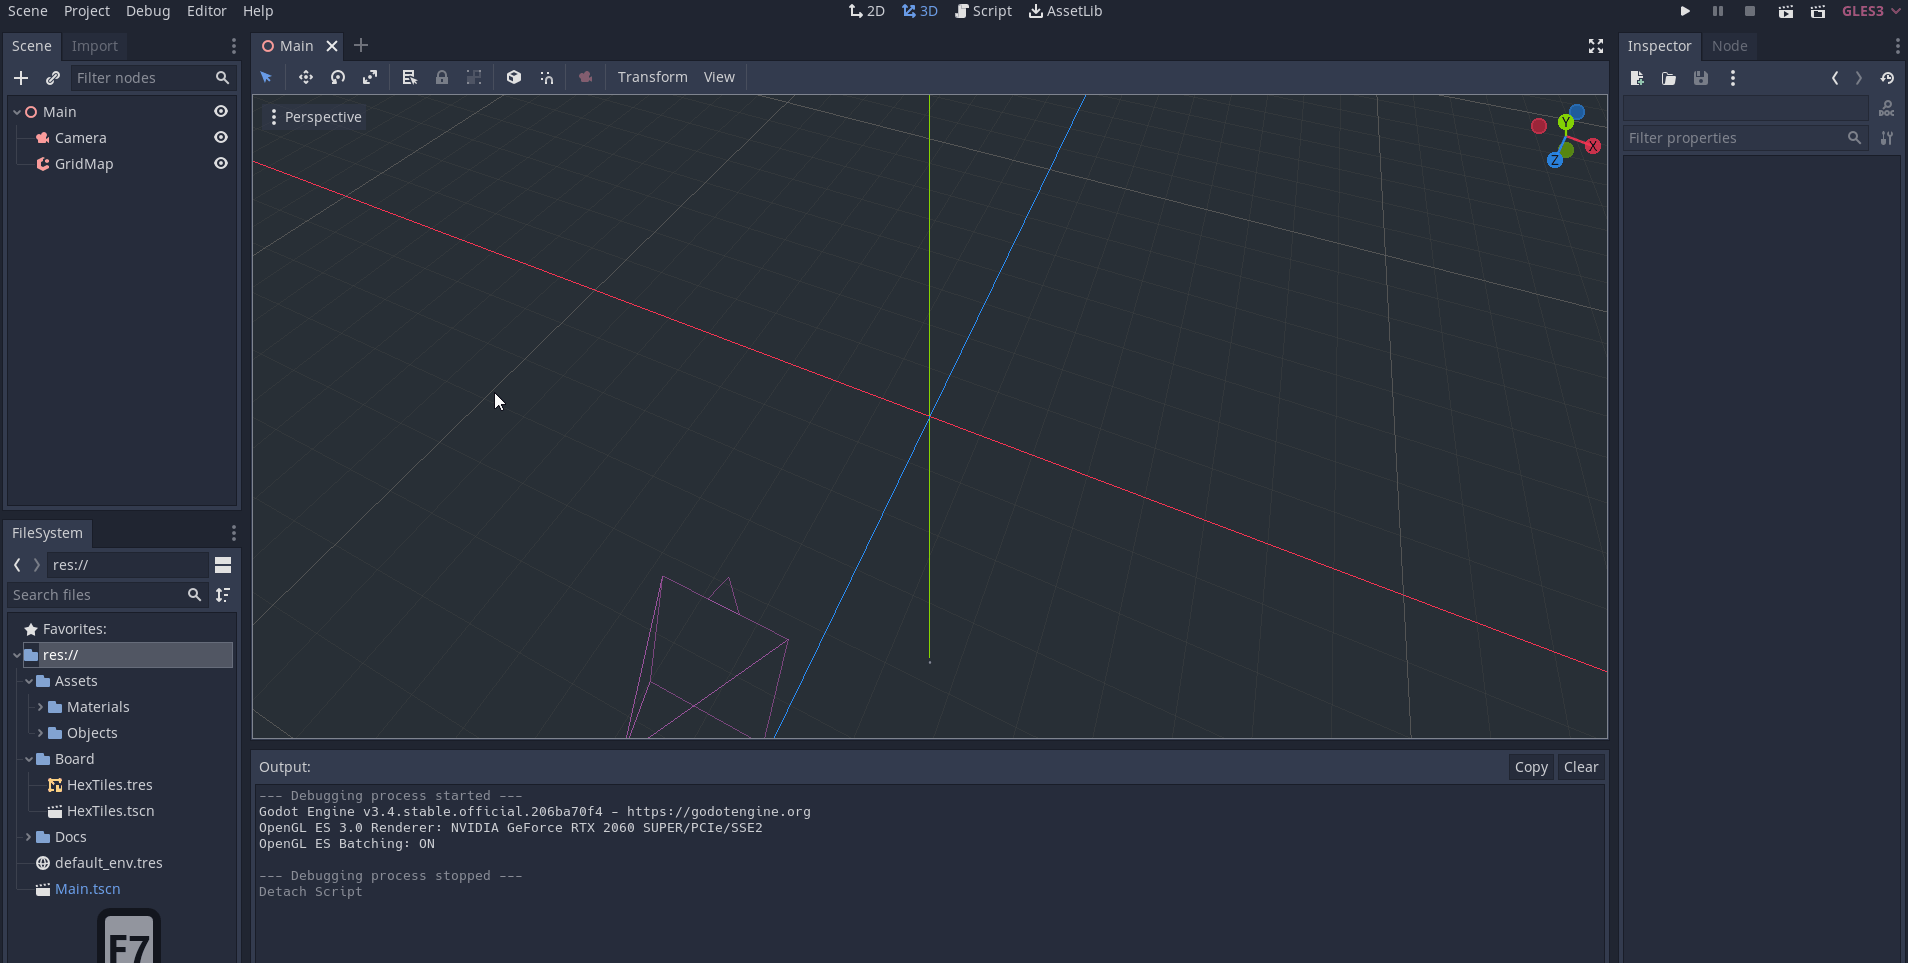 Scene Project Debug Editor Help 2D 3D Script AssetLib GLES3
Scene Import
Main
Inspector Node
Filter nodes
Transform View
Main
Camera
GridMap
Perspective
Y
X
Z
DOC
Filter properties
FileSystem
res://
Search files
Favorites:
res://
Assets
Materials
Objects
Board
HexTiles.tres
HexTiles.tscn
Docs
default_env.tres
Main.tscn
F7
Output: Copy Clear
--- Debugging process started ---
Godot Engine v3.4.stable.official.206ba70f4 - https://godotengine.org
OpenGL ES 3.0 Renderer: NVIDIA GeForce RTX 2060 SUPER/PCIe/SSE2
OpenGL ES Batching: ON
--- Debugging process stopped ---
Detach Script